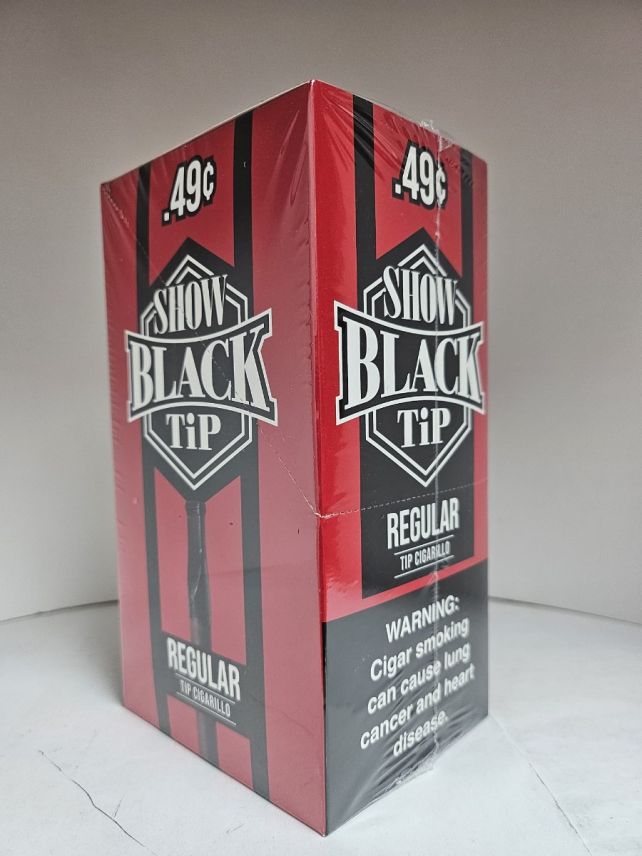 .49¢
SHOW
BLACK
TiP
REGULAR
TIP CIGARILLO
.49¢
SHOW
BLACK
TiP
REGULAR
TIP CIGARILLO
WARNING:
Cigar smoking
can cause lung
cancer and heart
disease.